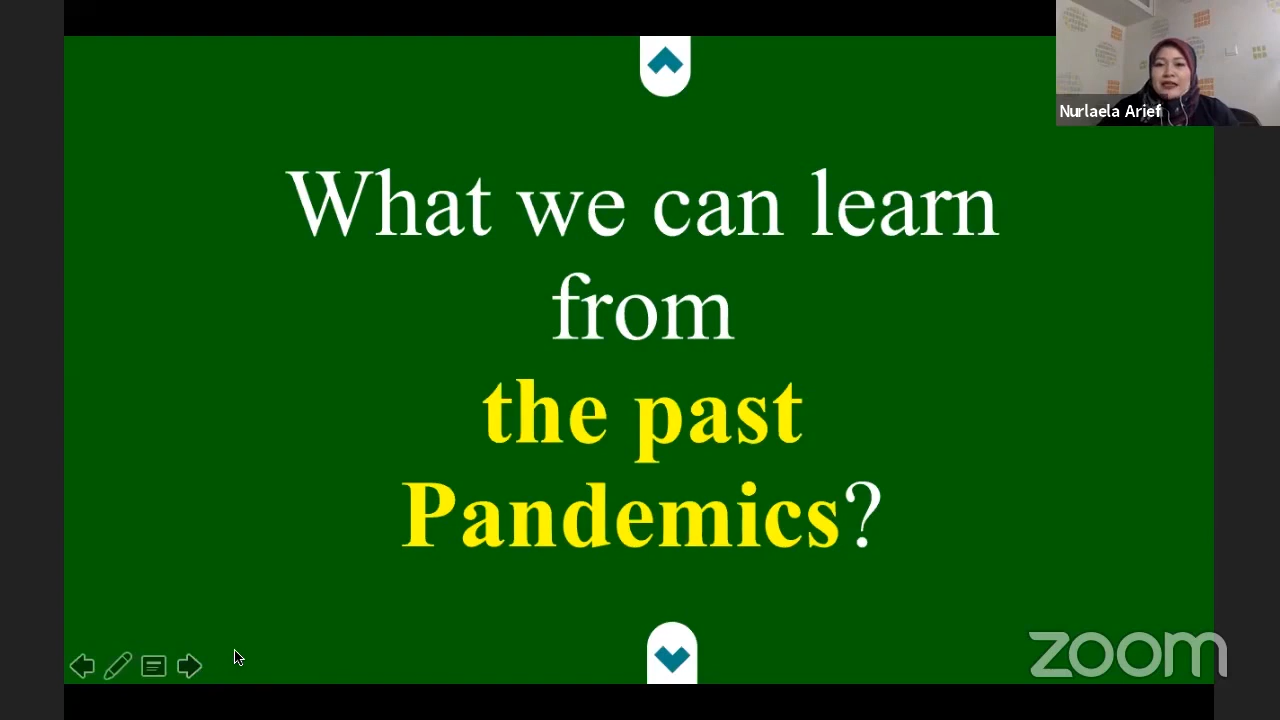 Nurlaela Arief
What we can learn
from
the past
Pandemics?
zoom